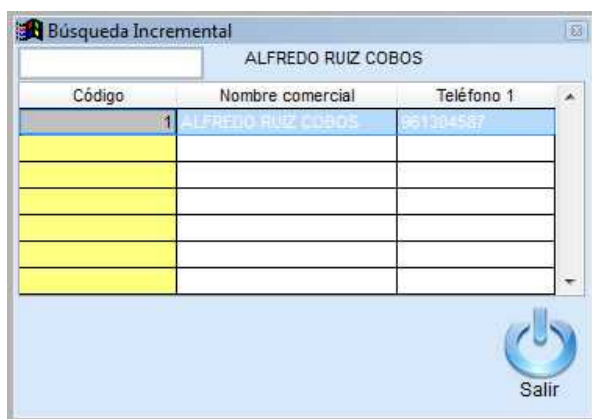 Búsqueda Incremental
ALFREDO RUIZ COBOS
Código Nombre comercial Teléfono 1
1 ALFREDO RUIZ COBOS 961304587
Salir